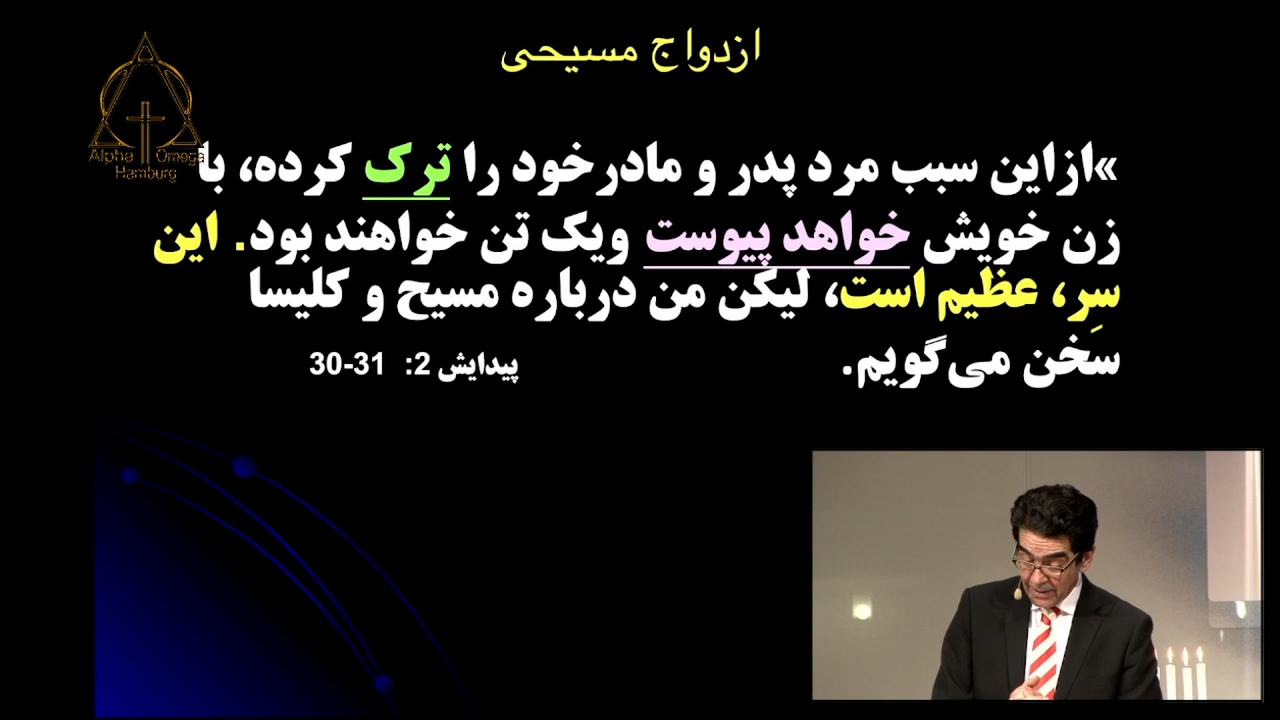 ازدواج مسیحی
Alpha Omega
Hamburg
»ازاین سبب مرد پدر و مادرخود را ترک کرده، با
زن خویش خواهد پیوست ویک تن خواهند بود. این
سِر، عظیم است، لیکن من درباره مسیح و کلیسا
سخن می‌گویم.
پیدایش 2: 30-31